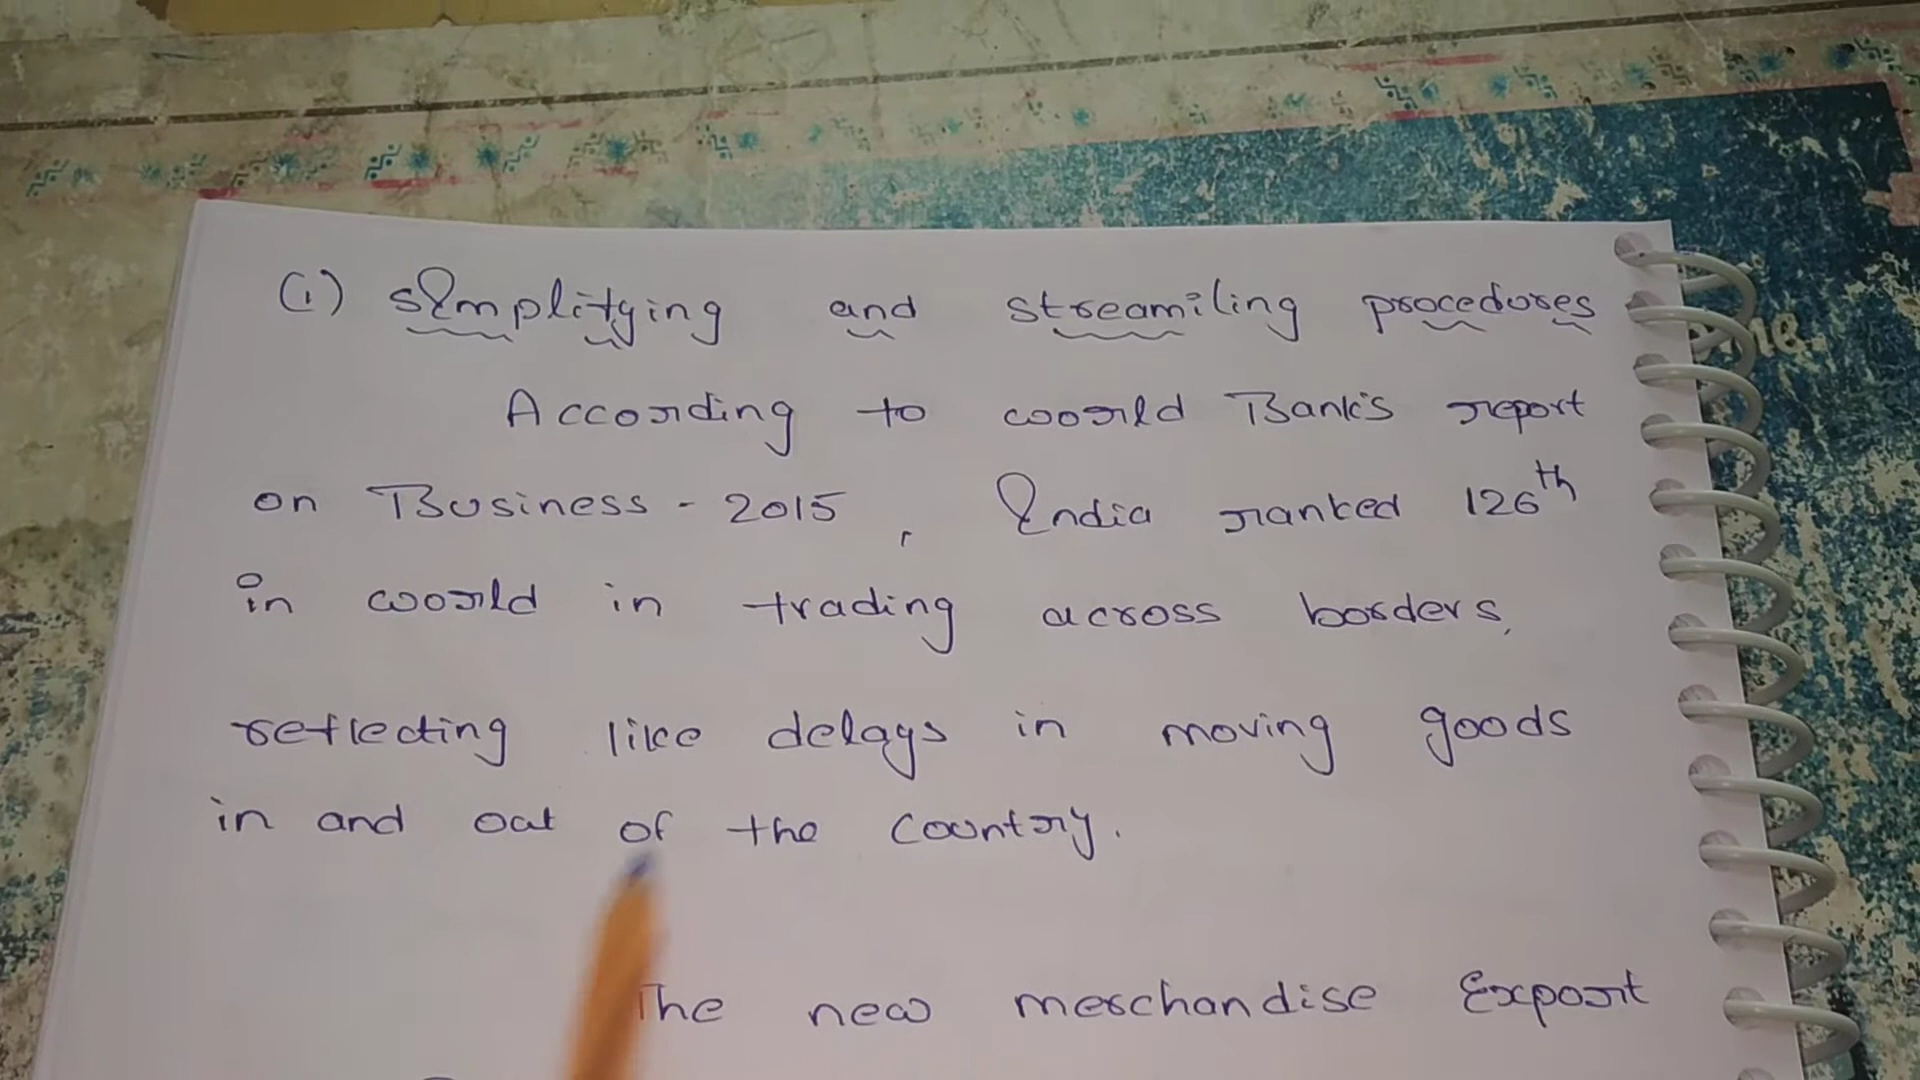 (i) simplifying and streamiling procedures
According to world Bank's report
on Business - 2015, India ranked 126th
in world in trading across borders,
reflecting like delays in moving goods
in and out of the country.
The new merchandise Export